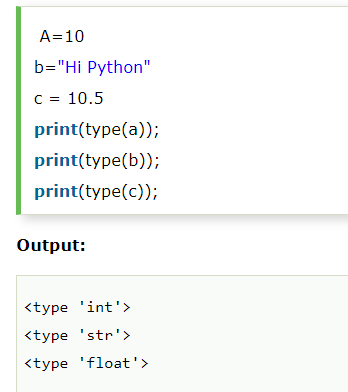 A=10
b="Hi Python"
c = 10.5
print(type(a));
print(type(b));
print(type(c));
Output:
<type 'int'>
<type 'str'>
<type 'float'>